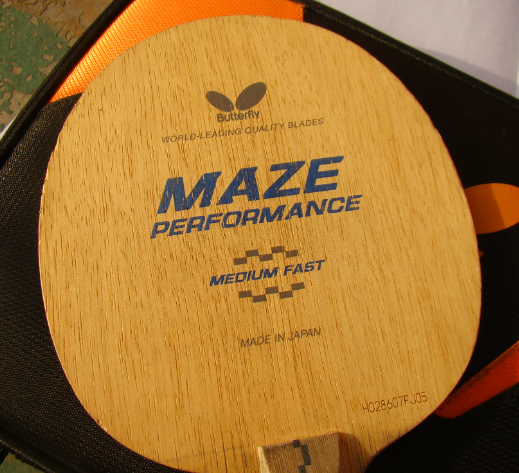 Butterfly
WORLD-LEADING QUALITY BLADES
MAZE
PERFORMANCE
MEDIUM FAST
MADE IN JAPAN
H028607FJ05